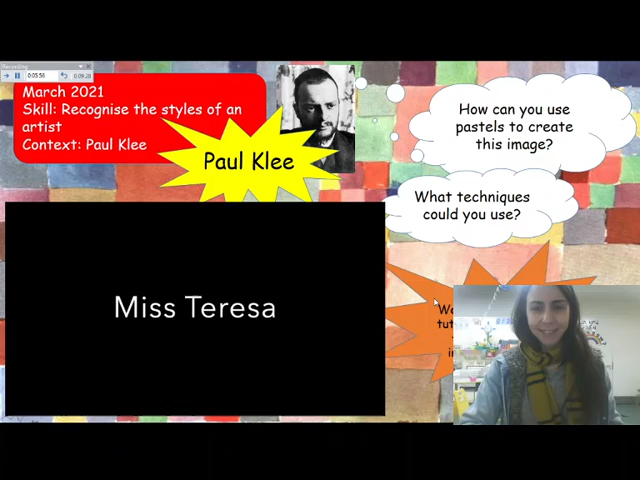 Recording
0:05:56
0:09:28
March 2021
Skill: Recognise the styles of an
artist
Context: Paul Klee
Paul Klee
How can you use
pastels to create
this image?
What techniques
could you use?
Miss Teresa